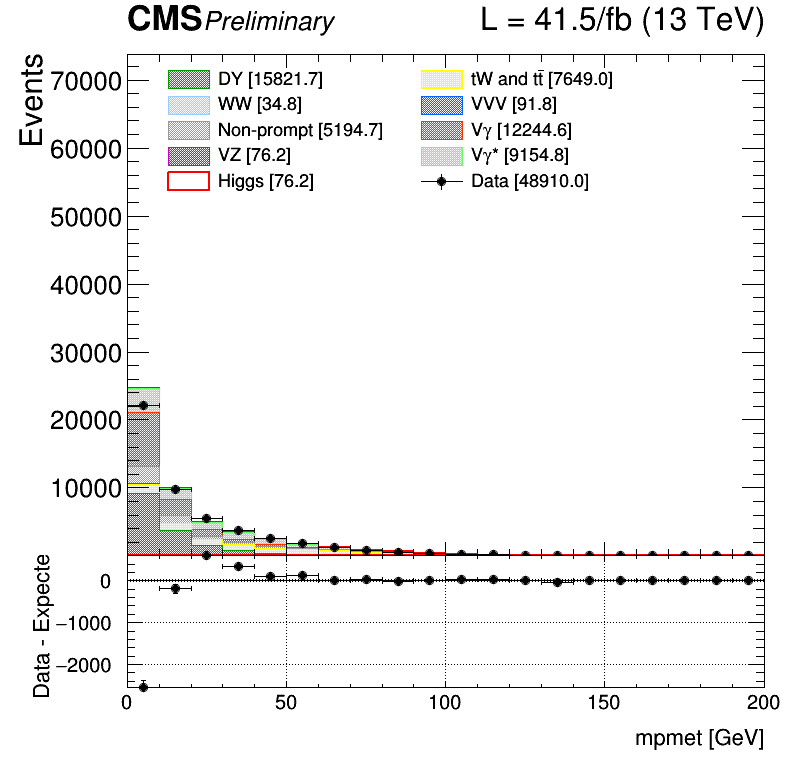 CMS Preliminary L = 41.5/fb (13 TeV)
Events
70000
60000
50000
40000
30000
20000
10000
DY [15821.7]
WW [34.8]
Non-prompt [5194.7]
VZ [76.2]
Higgs [76.2]
tW and tt̄ [7649.0]
VVV [91.8]
Vγ [12244.6]
Vγ* [9154.8]
Data [48910.0]
Data - Expecte
0
−1000
−2000
0 50 100 150 200
mpmet [GeV]